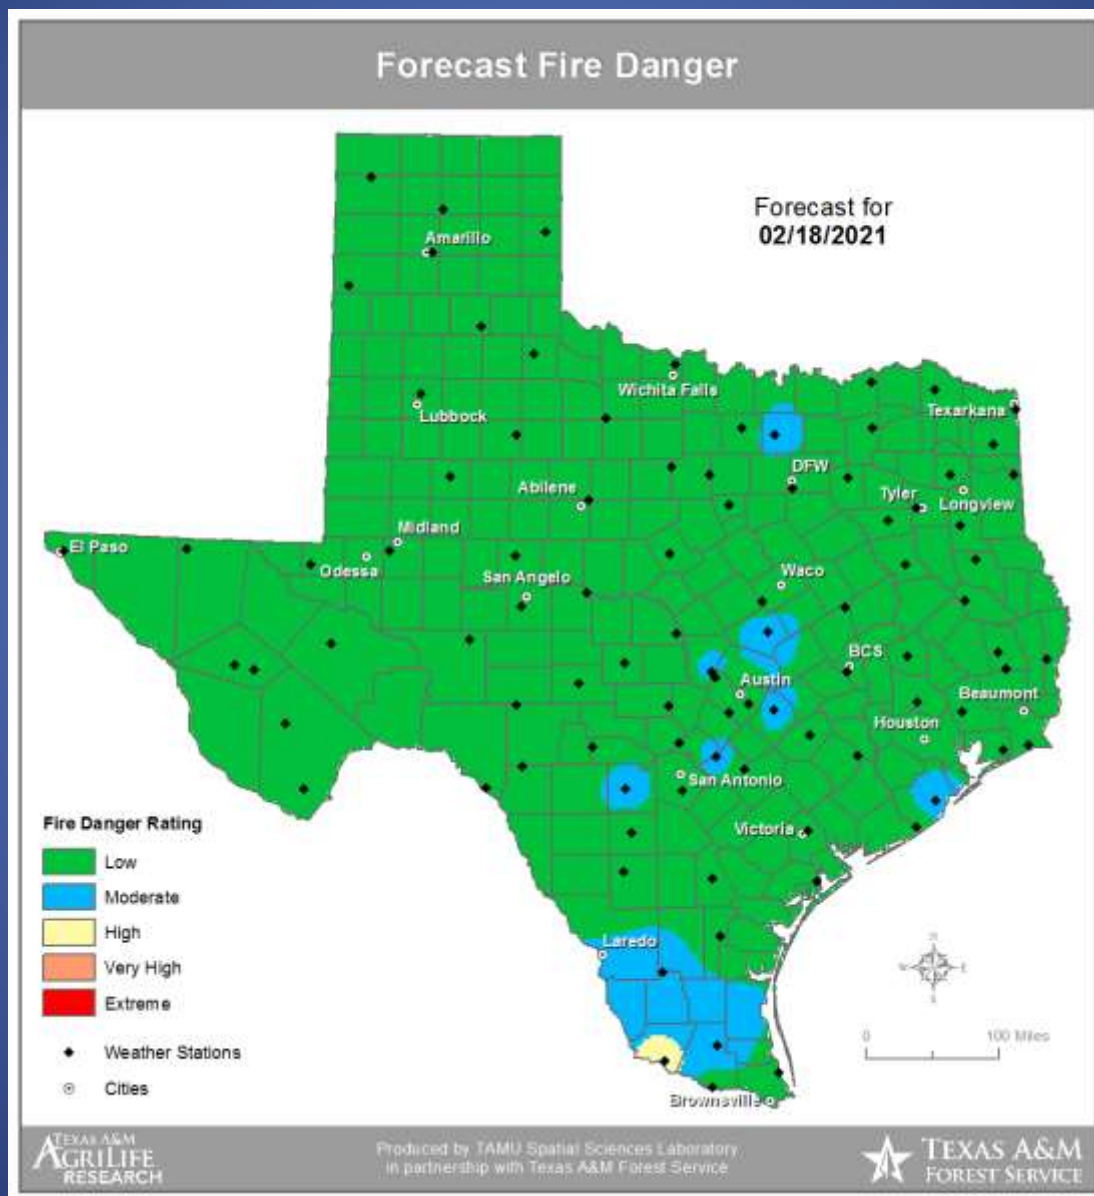 Forecast Fire Danger
Forecast for
02/18/2021
Amarillo
Wichita Falls
Lubbock
Texarkana
DFW
Abilene
Tyler
Longview
Midland
El Paso
Odessa
San Angelo
Waco
BCS
Austin
Beaumont
Houston
San Antonio
Fire Danger Rating
Victoria
Low
Moderate
High
Laredo
Very High
Extreme
0 100 Miles
Weather Stations
Cities
Brownsville
TEXAS A&M
AGRILIFE
RESEARCH
Produced by TAMU Spatial Sciences Laboratory
in partnership with Texas A&M Forest Service
TEXAS A&M
FOREST SERVICE